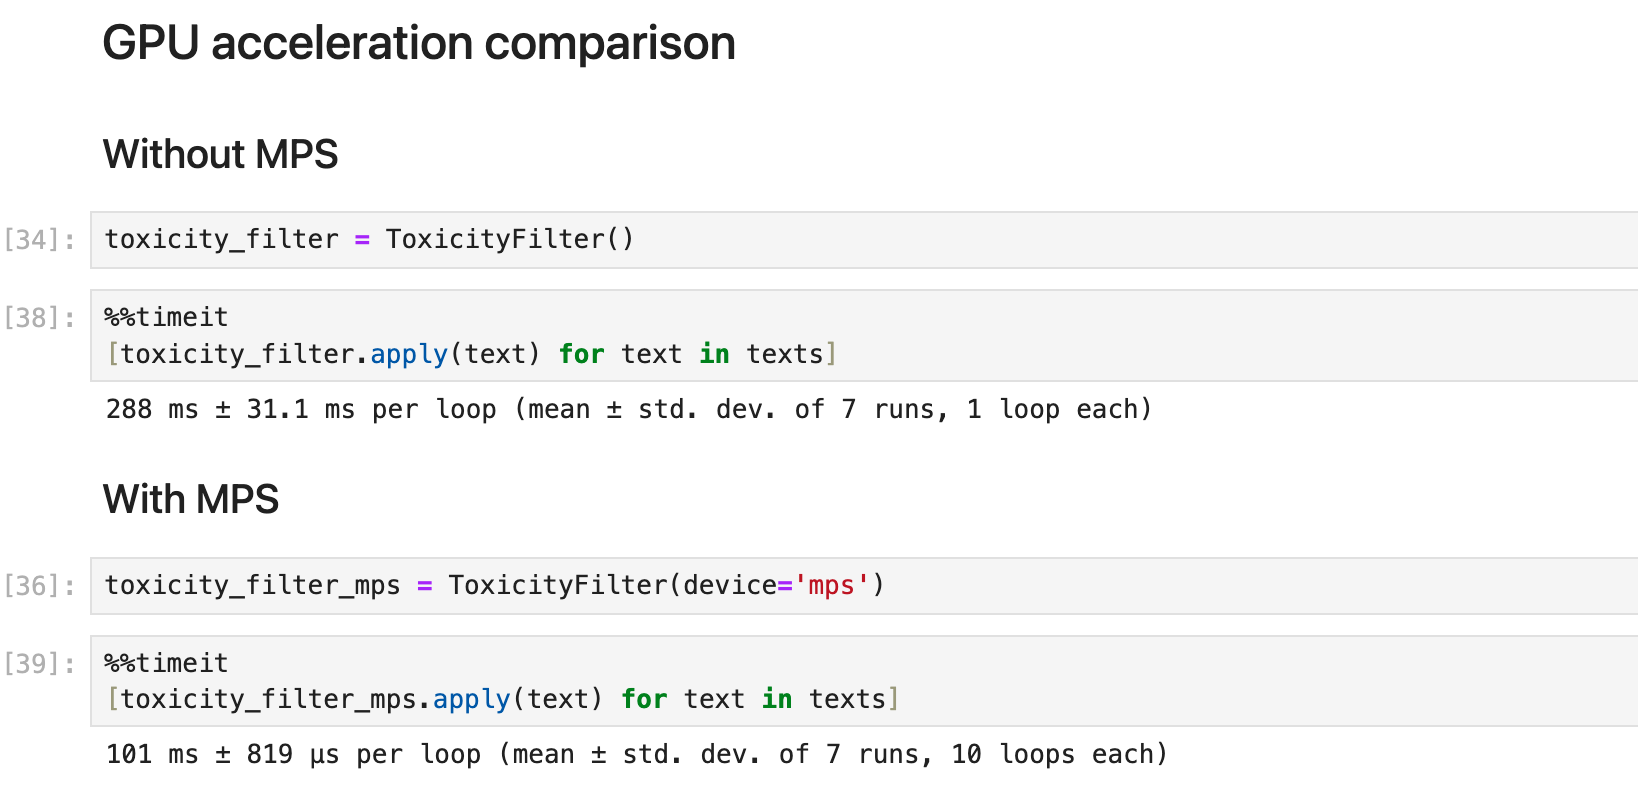 GPU acceleration comparison
Without MPS
[34]: toxicity_filter = ToxicityFilter()
[38]: %%timeit
[toxicity_filter.apply(text) for text in texts]
288 ms ± 31.1 ms per loop (mean ± std. dev. of 7 runs, 1 loop each)
With MPS
[36]: toxicity_filter_mps = ToxicityFilter(device='mps')
[39]: %%timeit
[toxicity_filter_mps.apply(text) for text in texts]
101 ms ± 819 μs per loop (mean ± std. dev. of 7 runs, 10 loops each)